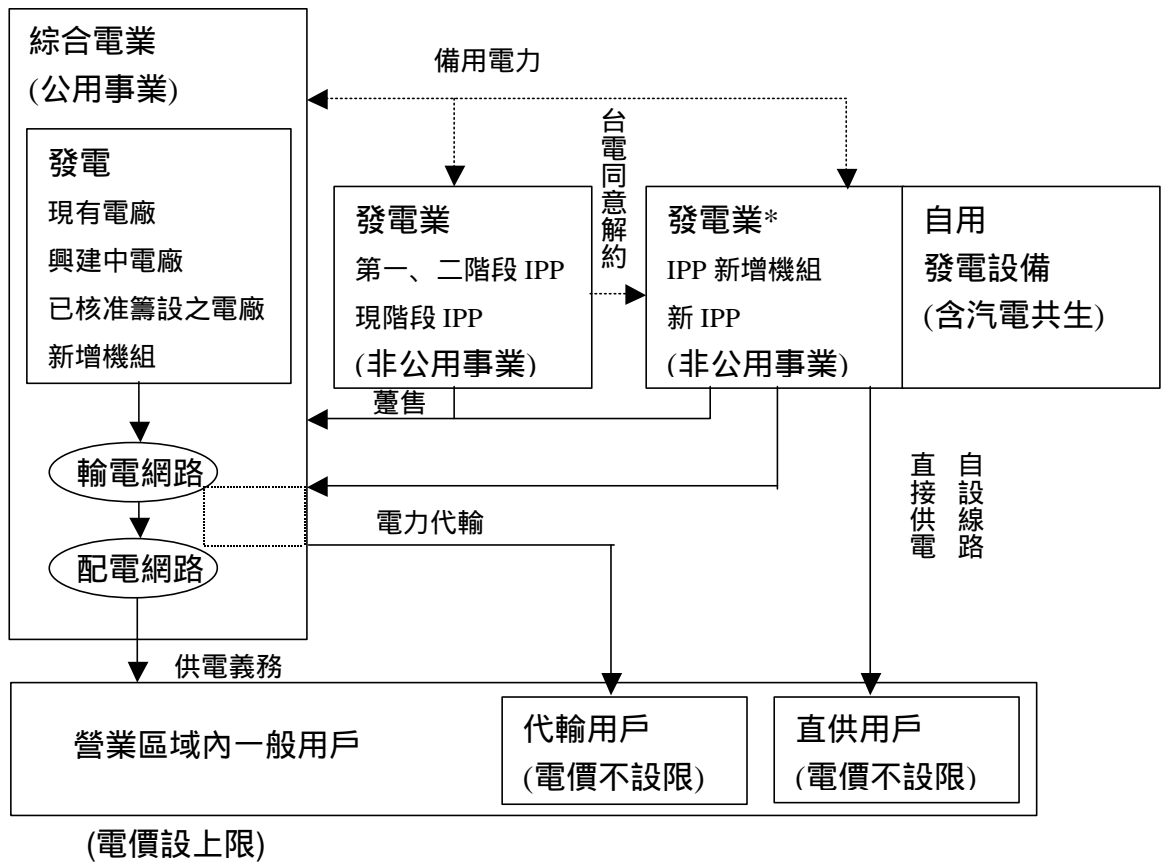 綜合電業
(公用事業)
備用電力
發電
現有電廠
興建中電廠
已核准籌設之電廠
新增機組
發電業
第一、二階段 IPP
現階段 IPP
(非公用事業)
台電同意解約
發電業*
IPP 新增機組
新 IPP
(非公用事業)
自用
發電設備
(含汽電共生)
躉售
輸電網路
電力代輸
配電網路
直接供電
自設線路
供電義務
營業區域內一般用戶
代輸用戶
(電價不設限)
直供用戶
(電價不設限)
(電價設上限)